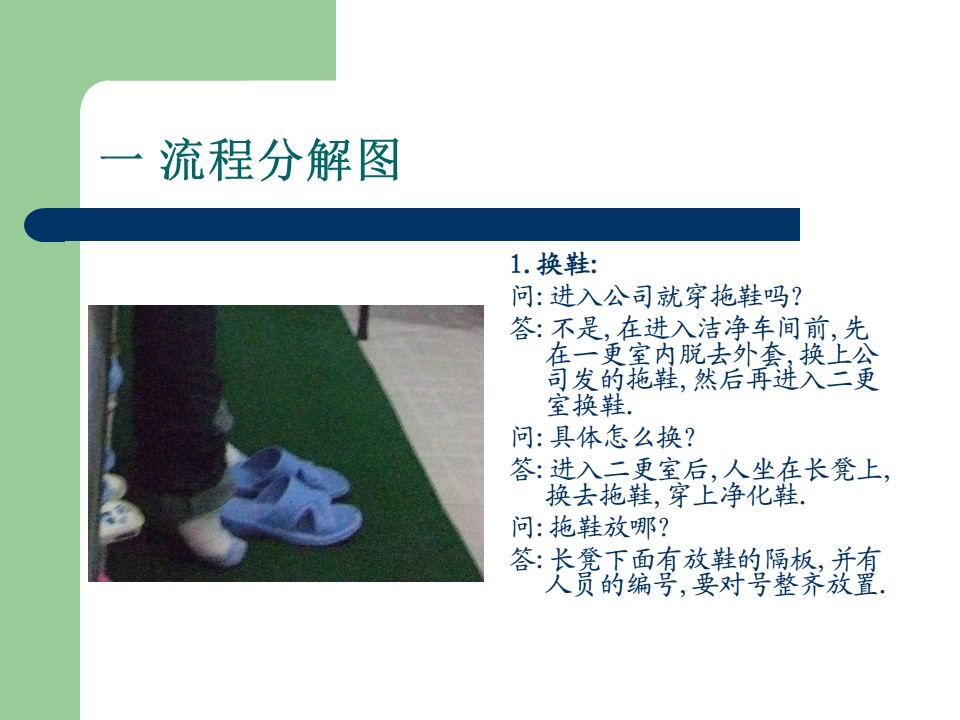 一 流程分解图
1. 换鞋:
问: 进入公司就穿拖鞋吗?
答: 不是, 在进入洁净车间前, 先
在一更室内脱去外套, 换上公
司发的拖鞋, 然后再进入二更
室换鞋.
问: 具体怎么换?
答: 进入二更室后, 人坐在长凳上,
换去拖鞋, 穿上净化鞋.
问: 拖鞋放哪?
答: 长凳下面有放鞋的隔板, 并有
人员的编号, 要对号整齐放置.